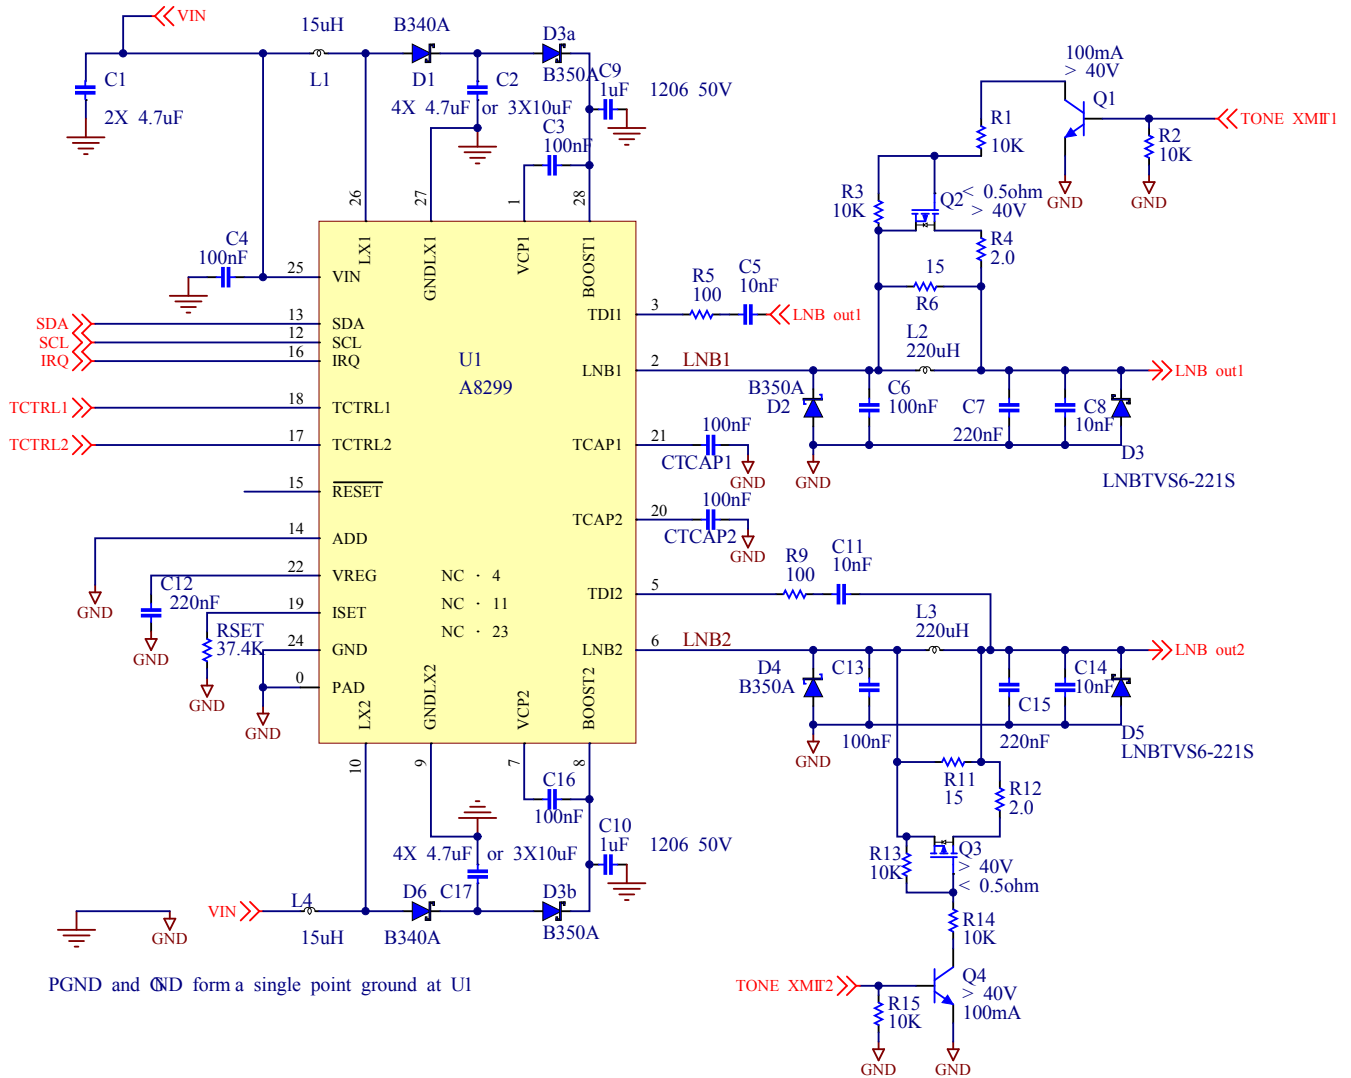 VIN
15uH
B340A
D3a
L1
D1
C2
B350A
C9
1uF
1206 50V
C1
2X 4.7uF
4X 4.7uF or 3X10uF
C3
100nF
100mA
> 40V
Q1
TONE XMIT1
R1
10K
R2
10K
GND
GND
R3
10K
Q2
< 0.5ohm
> 40V
R4
2.0
15
R6
26
27
1
28
LX1
GNDLX1
VCP1
BOOST1
C4
100nF
25
VIN
R5
100
C5
10nF
3
TDI1
LNB out1
SDA
13
SDA
SCL
12
SCL
IRQ
16
IRQ
U1
A8299
L2
220uH
2
LNB1
LNB1
LNB out1
B350A
D2
C6
100nF
C7
220nF
C8
10nF
D3
LNBTVS6-221S
GND
TCTRL1
18
TCTRL1
TCTRL2
17
TCTRL2
21
TCAP1
100nF
CTCAP1
GND
15
RESET
20
TCAP2
100nF
CTCAP2
GND
14
ADD
GND
22
VREG
C12
220nF
GND
19
ISET
RSET
37.4K
GND
24
GND
0
PAD
GND
NC · 4
NC · 11
NC · 23
R9
100
C11
10nF
5
TDI2
L3
220uH
6
LNB2
LNB2
LNB out2
D4
B350A
C13
100nF
C15
220nF
C14
10nF
D5
LNBTVS6-221S
GND
LX2
GNDLX2
VCP2
BOOST2
10
9
7
8
R11
15
R12
2.0
C16
100nF
C10
1uF
1206 50V
4X 4.7uF or 3X10uF
R13
10K
Q3
> 40V
< 0.5ohm
VIN
L4
15uH
D6
B340A
C17
D3b
B350A
GND
R14
10K
PGND and GND form a single point ground at U1
TONE XMIT2
R15
10K
Q4
> 40V
100mA
GND
GND